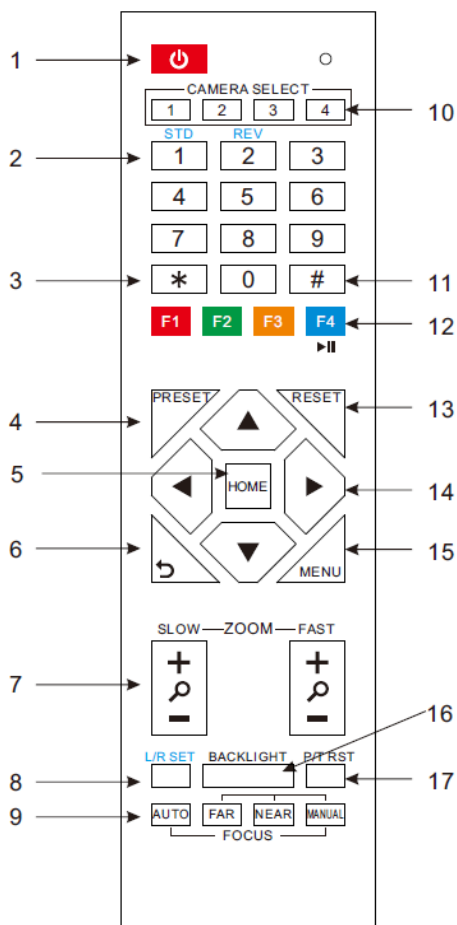 1
CAMERA SELECT
1 2 3 4 10
STD REV
2 1 2 3
4 5 6
7 8 9
3 * 0 # 11
F1 F2 F3 F4 12
PRESET RESET
4 13
5 HOME 14
6 15
MENU
SLOW ZOOM FAST
+ +
7
- -
16
L/R SET BACKLIGHT P/T RST
8 17
9 AUTO FAR NEAR MANUAL
FOCUS